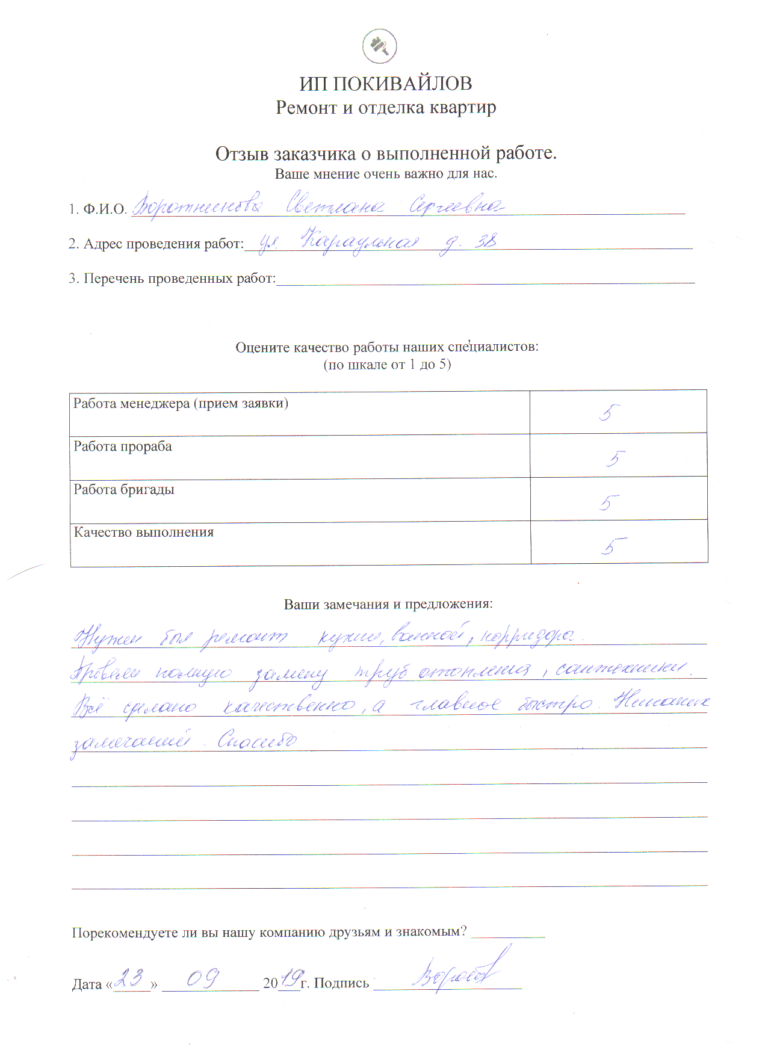 ИП ПОКИВАЙЛОВ
Ремонт и отделка квартир
Отзыв заказчика о выполненной работе.
Ваше мнение очень важно для нас.
1. Ф.И.О. Воротникова Светлана Сергеевна
2. Адрес проведения работ: ул Караульная д. 38
3. Перечень проведенных работ:
Оцените качество работы наших специалистов:
(по шкале от 1 до 5)
Работа менеджера (прием заявки) 5
Работа прораба 5
Работа бригады 5
Качество выполнения 5
Ваши замечания и предложения:
Нужен был ремонт кухни, ванной, корридора.
полную замену труб отопления, сантехники.
Всё сделано качественно, а главное быстро. Никаких
замечаний. Спасибо
Порекомендуете ли вы нашу компанию друзьям и знакомым?
Дата «23» 09 2019г. Подпись